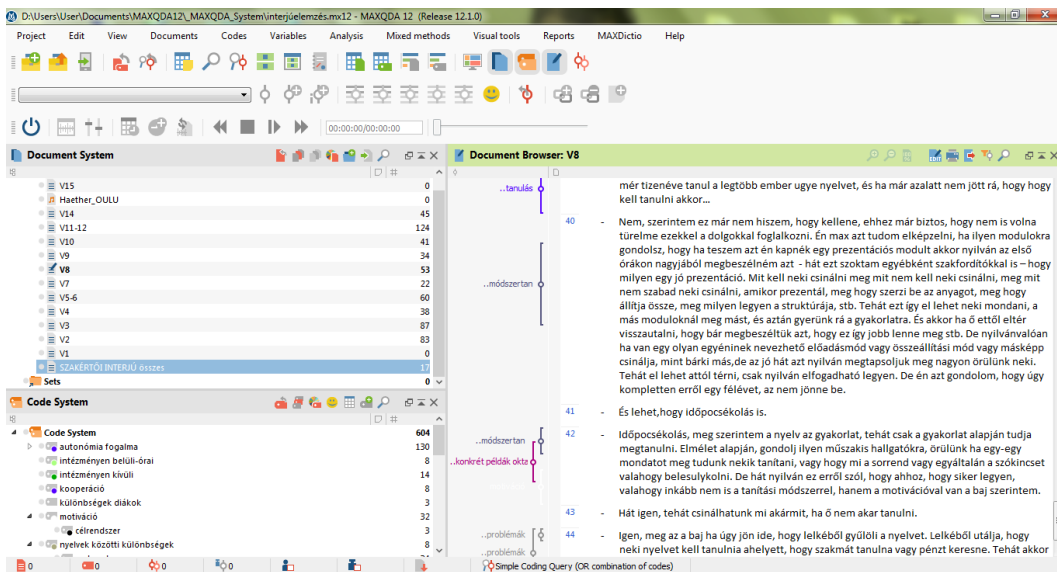 D:\Users\User\Documents\MAXQDA12\_MAXQDA_System\interjúelemzés.mx12 - MAXQDA 12 (Release 12.1.0)
Project Edit View Documents Codes Variables Analysis Mixed methods Visual tools Reports MAXDictio Help
00:00:00/00:00:00
Document System
V15 0
Haether_OULU 0
V14 45
V11-12 124
V10 41
V9 34
V8 53
V7 22
V5-6 60
V4 38
V3 87
V2 83
V1 0
SZAKÉRTŐI INTERJÚ összes 17
Sets 0
Code System
Code System 604
autonómia fogalma 130
intézményen belüli-órai 8
intézményen kívüli 14
kooperáció 8
különbségek diákok 3
motiváció 32
célrendszer 3
nyelvek közötti különbségek 8
Document Browser: V8
..tanulás
mér tizenéve tanul a legtöbb ember ugye nyelvet, és ha már azalatt nem jött rá, hogy hogy
kell tanulni akkor...
40 - Nem, szerintem ez már nem hiszem, hogy kellene, ehhez már biztos, hogy nem is volna
türelme ezekkel a dolgokkal foglalkozni. Én max azt tudom elképzelni, ha ilyen modulokra
gondolsz, hogy ha teszem azt én kapnék egy prezentációs modult akkor nyilván az első
órákon nagyjából megbeszélném azt - hát ezt szoktam egyébként szakfordítókkal is – hogy
milyen egy jó prezentáció. Mit kell neki csinálni meg mit nem kell neki csinálni, meg mit
..módszertan
nem szabad neki csinálni, amikor prezentál, meg hogy szerzi be az anyagot, meg hogy
állítja össze, meg milyen legyen a struktúrája, stb. Tehát ezt így el lehet neki mondani, a
más moduloknál meg mást, és aztán gyerünk rá a gyakorlatra. És akkor ha ő ettől eltér
visszautalni, hogy bár megbeszéltük azt, hogy ez így jobb lenne meg stb. De nyilvánvalóan
ha van egy olyan egyéninek nevezhető előadásmód vagy összeállítási mód vagy másképp
csinálja, mint bárki más,de az jó hát azt nyilván megtapsoljuk meg nagyon örülünk neki.
Tehát el lehet attól térni, csak nyilván elfogadható legyen. De én azt gondolom, hogy úgy
kompletten erről egy félévet, az nem jönne be.
41 - És lehet,hogy időpocsékolás is.
42 - Időpocsékolás, meg szerintem a nyelv az gyakorlat, tehát csak a gyakorlat alapján tudja
..módszertan
megtanulni. Elmélet alapján, gondolj ilyen műszakis hallgatókra, örülünk ha egy-egy
..konkrét példák oktz
mondatot meg tudunk nekik tanítani, vagy hogy mi a sorrend vagy egyáltalán a szókincset
valahogy belesulykolni. De hát nyilván ez erről szól, hogy ahhoz, hogy siker legyen,
valahogy inkább nem is a tanítási módszerrel, hanem a motivációval van a baj szerintem.
43 - Hát igen, tehát csinálhatunk mi akármit, ha ő nem akar tanulni.
..problémák
44 - Igen, meg az a baj ha úgy jön ide, hogy lelkéből gyűlöli a nyelvet. Lelkéből utálja, hogy
..problémák
neki nyelvet kell tanulnia ahelyett, hogy szakmát tanulna vagy pénzt keresne. Tehát akkor
0 0 0 0 Simple Coding Query (OR combination of codes)